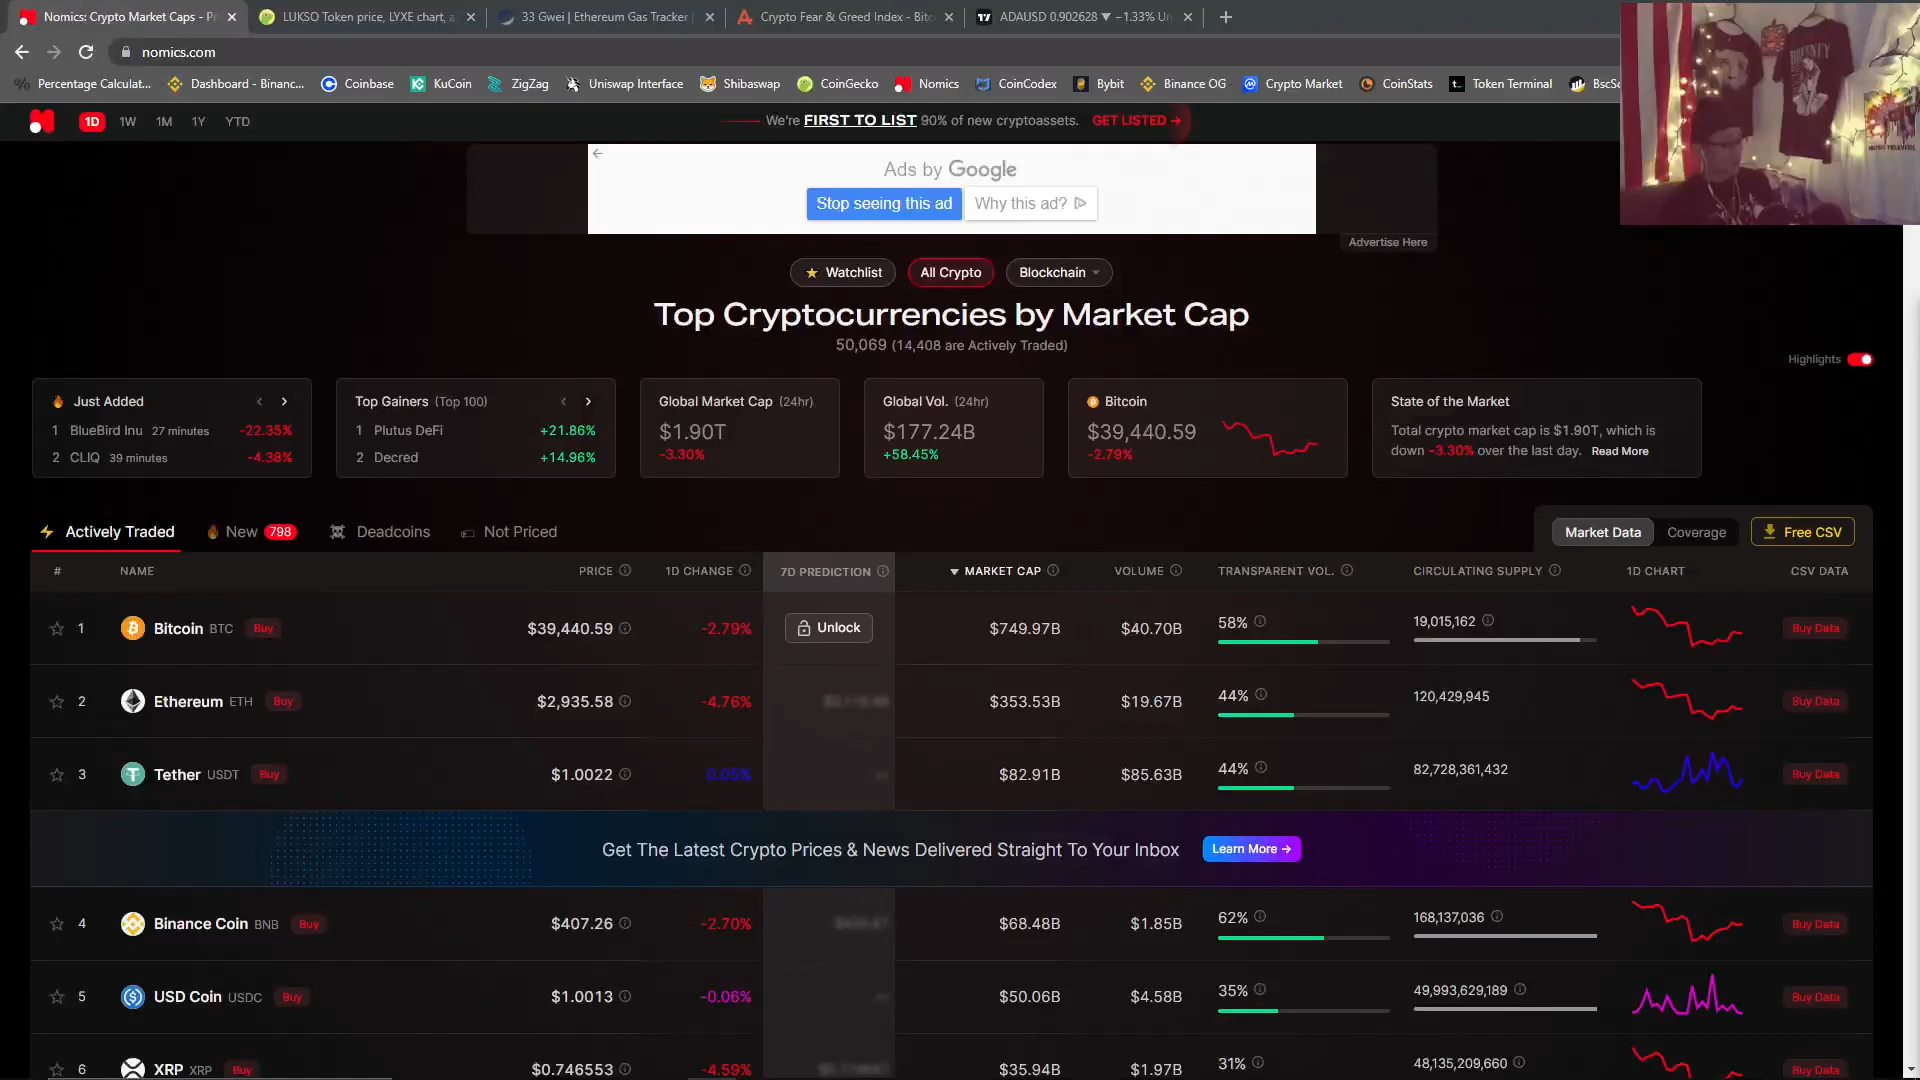 Nomics: Crypto Market Caps - Pr
LUKSO Token price, LYXE chart, a
33 Gwei | Ethereum Gas Tracker |
Crypto Fear & Greed Index - Bitc
ADAUSD 0.902628 ▼ −1.33% Un
nomics.com
Percentage Calculat...
Dashboard - Binanc...
Coinbase
KuCoin
ZigZag
Uniswap Interface
Shibaswap
CoinGecko
Nomics
CoinCodex
Bybit
Binance OG
Crypto Market
CoinStats
Token Terminal
BscSc
1D 1W 1M 1Y YTD
We're FIRST TO LIST 90% of new cryptoassets. GET LISTED →
Ads by Google
Stop seeing this ad Why this ad?
Advertise Here
★ Watchlist All Crypto Blockchain
Top Cryptocurrencies by Market Cap
50,069 (14,408 are Actively Traded)
Highlights
Just Added
1 BlueBird Inu 27 minutes -22.35%
2 CLIQ 39 minutes -4.38%
Top Gainers (Top 100)
1 Plutus DeFi +21.86%
2 Decred +14.96%
Global Market Cap (24hr)
$1.90T
-3.30%
Global Vol. (24hr)
$177.24B
+58.45%
Bitcoin
$39,440.59
-2.79%
State of the Market
Total crypto market cap is $1.90T, which is
down -3.30% over the last day. Read More
Actively Traded New 798 Deadcoins Not Priced
Market Data Coverage Free CSV
# NAME PRICE 1D CHANGE 7D PREDICTION ▼ MARKET CAP VOLUME TRANSPARENT VOL. CIRCULATING SUPPLY 1D CHART CSV DATA
1 Bitcoin BTC Buy $39,440.59 -2.79% Unlock $749.97B $40.70B 58% 19,015,162 Buy Data
2 Ethereum ETH Buy $2,935.58 -4.76% $353.53B $19.67B 44% 120,429,945 Buy Data
3 Tether USDT Buy $1.0022 0.05% — $82.91B $85.63B 44% 82,728,361,432 Buy Data
Get The Latest Crypto Prices & News Delivered Straight To Your Inbox Learn More →
4 Binance Coin BNB Buy $407.26 -2.70% $68.48B $1.85B 62% 168,137,036 Buy Data
5 USD Coin USDC Buy $1.0013 -0.06% — $50.06B $4.58B 35% 49,993,629,189 Buy Data
6 XRP XRP Buy $0.746553 -4.59% $35.94B $1.97B 31% 48,135,209,660 Buy Data